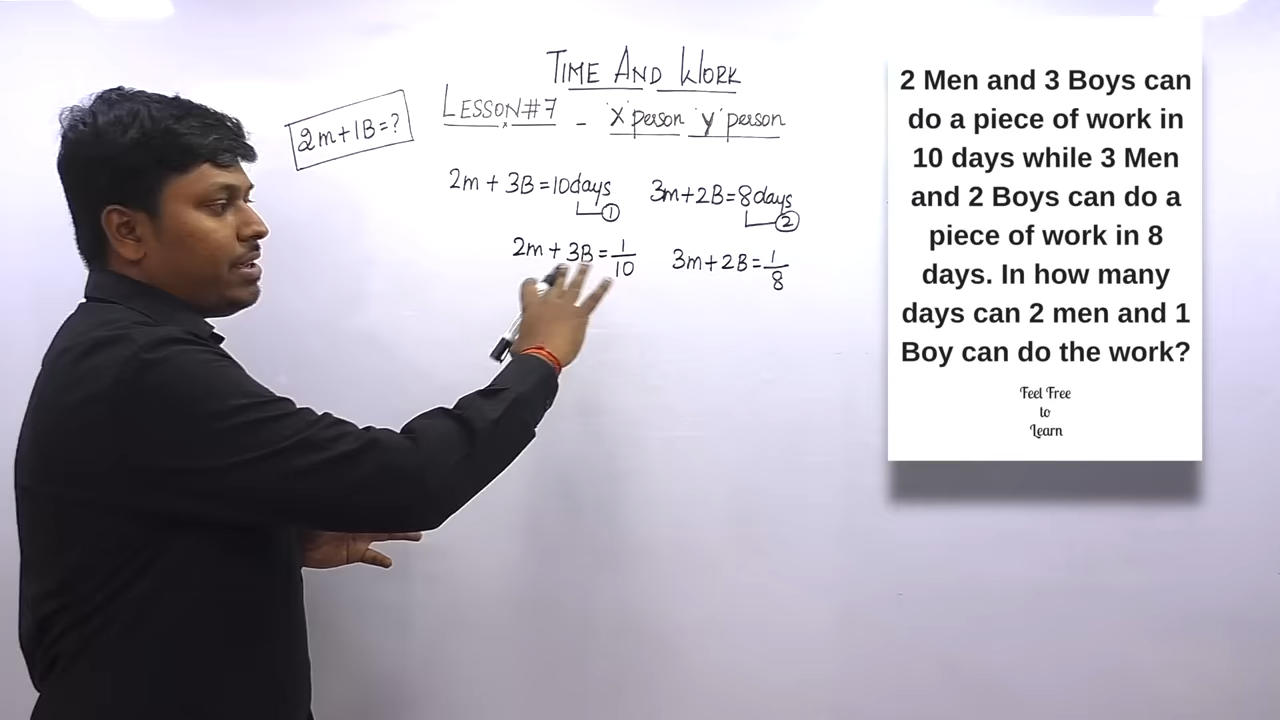 TIME AND WORK
LESSON#7 - 'X' person 'y' person
2m+1B=?
2m + 3B = 10days
①
3m+2B=8days
②
2m + 3B = 1/10
3m+2B = 1/8
2 Men and 3 Boys can
do a piece of work in
10 days while 3 Men
and 2 Boys can do a
piece of work in 8
days. In how many
days can 2 men and 1
Boy can do the work?
Feel Free
to
Learn